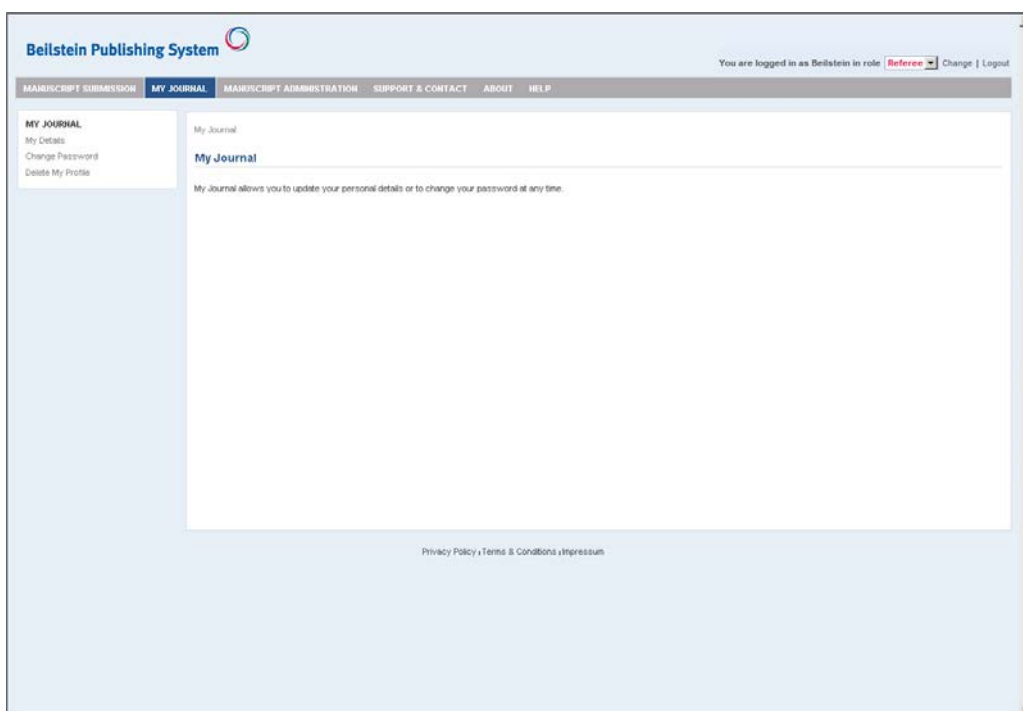 Beilstein Publishing System
You are logged in as Beilstein in role Referee Change | Logout
MANUSCRIPT SUBMISSION MY JOURNAL MANUSCRIPT ADMINISTRATION SUPPORT & CONTACT ABOUT HELP
MY JOURNAL
My Details
Change Password
Delete My Profile
My Journal
My Journal
My Journal allows you to update your personal details or to change your password at any time.
Privacy Policy | Terms & Conditions | Impressum